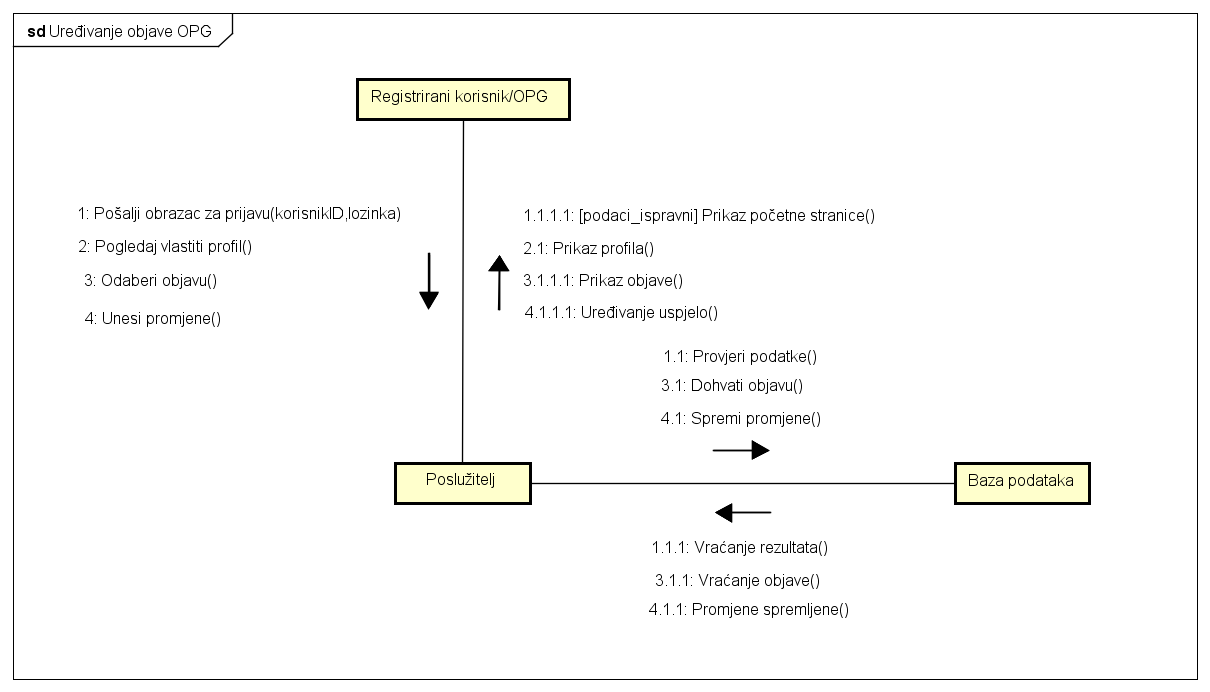 sd Uređivanje objave OPG
Registrirani korisnik/OPG
1: Pošalji obrazac za prijavu(korisnikID,lozinka)
2: Pogledaj vlastiti profil()
3: Odaberi objavu()
4: Unesi promjene()
1.1.1.1: [podaci_ispravni] Prikaz početne stranice()
2.1: Prikaz profila()
3.1.1.1: Prikaz objave()
4.1.1.1: Uređivanje uspjelo()
1.1: Provjeri podatke()
3.1: Dohvati objavu()
4.1: Spremi promjene()
Poslužitelj
Baza podataka
1.1.1: Vraćanje rezultata()
3.1.1: Vraćanje objave()
4.1.1: Promjene spremljene()